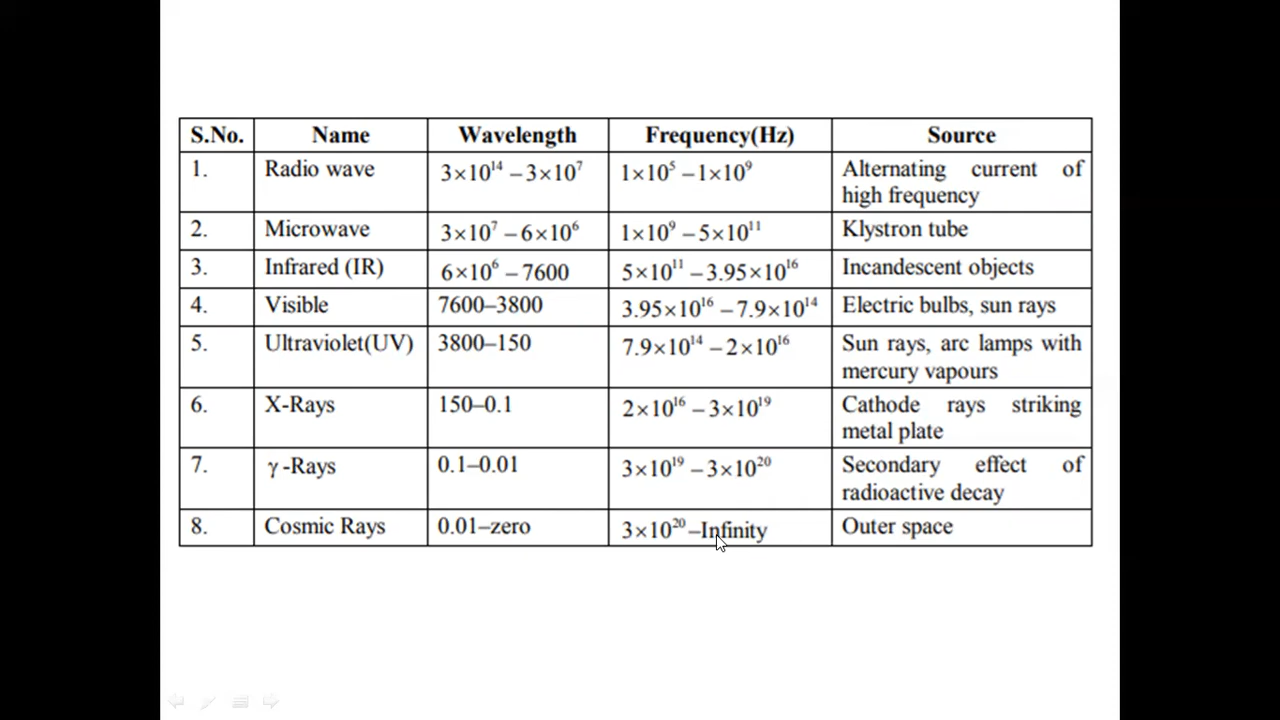 S.No. Name Wavelength Frequency(Hz) Source
1. Radio wave 3×10¹⁴ –3×10⁷ 1×10⁵ –1×10⁹ Alternating current of
high frequency
2. Microwave 3×10⁷ –6×10⁶ 1×10⁹ –5×10¹¹ Klystron tube
3. Infrared (IR) 6×10⁶ –7600 5×10¹¹ –3.95×10¹⁶ Incandescent objects
4. Visible 7600–3800 3.95×10¹⁶ –7.9×10¹⁴ Electric bulbs, sun rays
5. Ultraviolet(UV) 3800–150 7.9×10¹⁴ –2×10¹⁶ Sun rays, arc lamps with
mercury vapours
6. X-Rays 150–0.1 2×10¹⁶ –3×10¹⁹ Cathode rays striking
metal plate
7. γ -Rays 0.1–0.01 3×10¹⁹ –3×10²⁰ Secondary effect of
radioactive decay
8. Cosmic Rays 0.01–zero 3×10²⁰ –Infinity Outer space